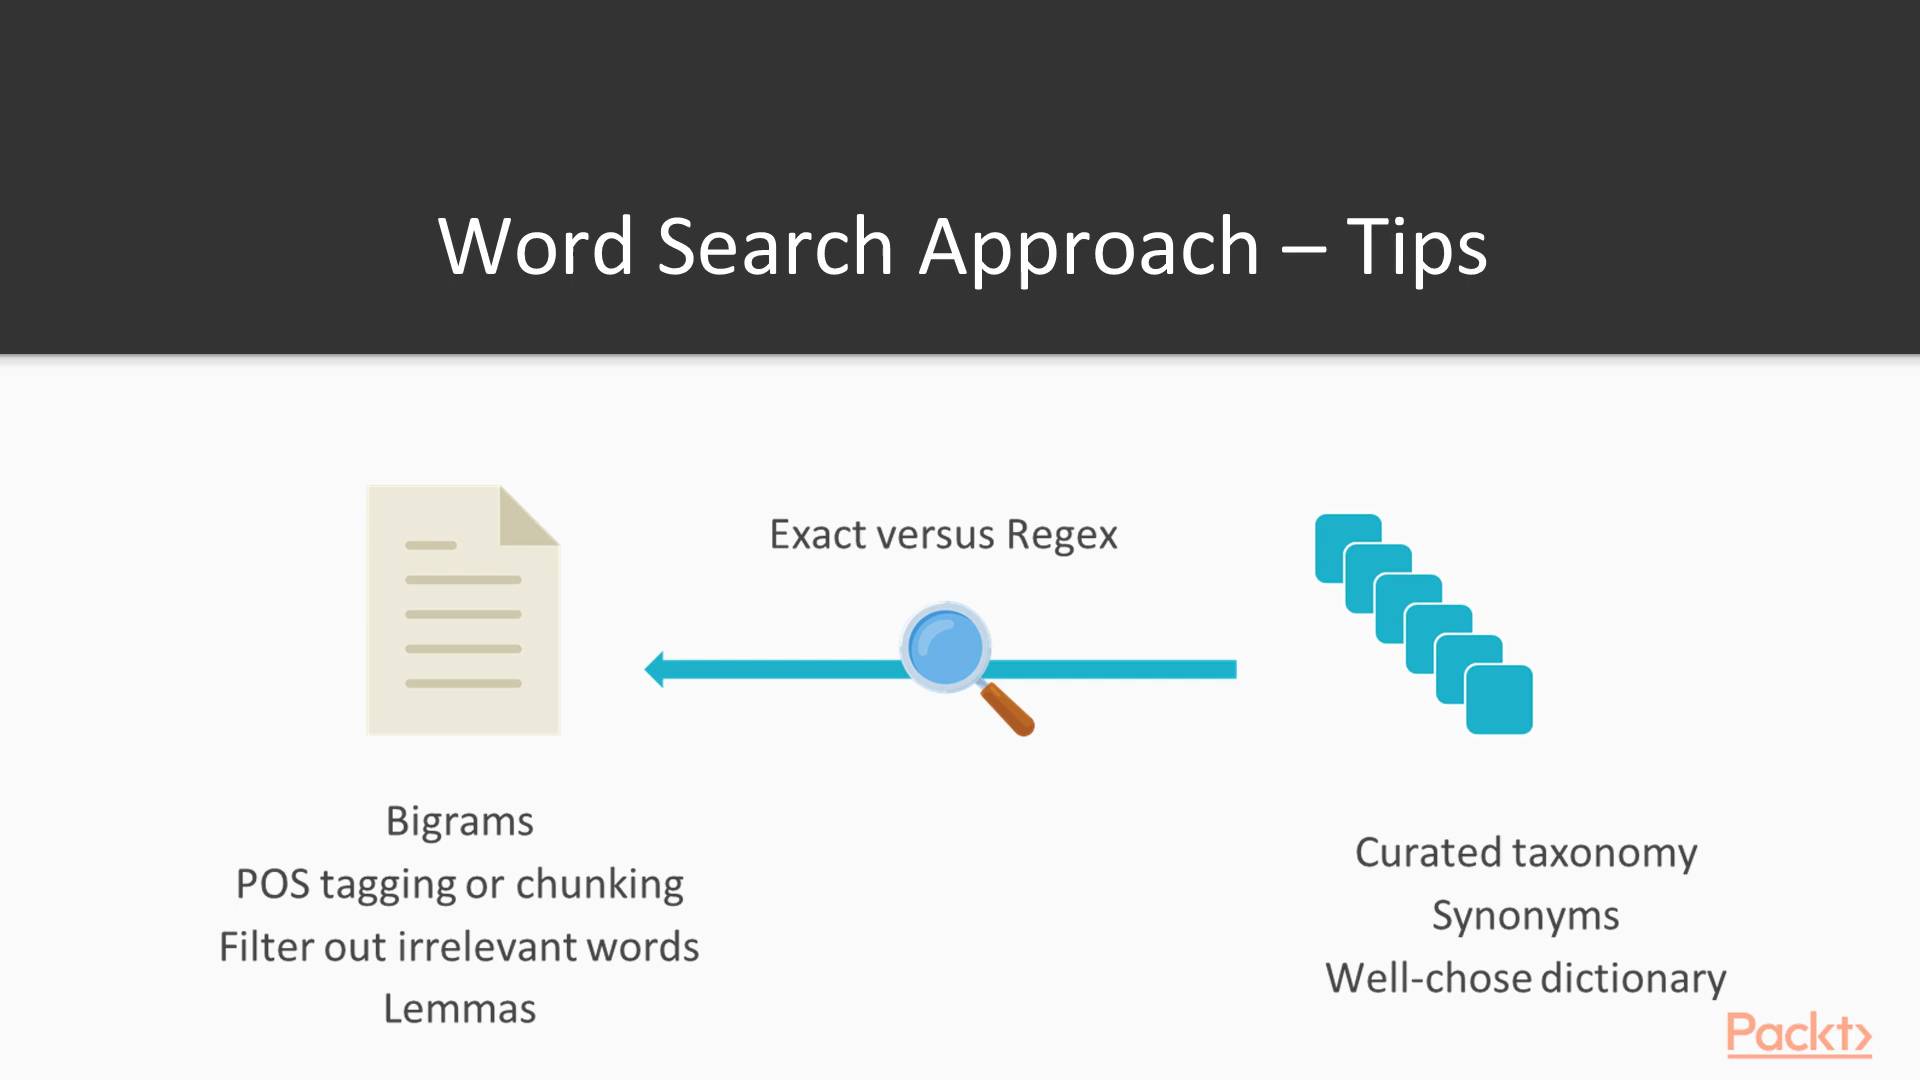 Word Search Approach – Tips
Exact versus Regex
Bigrams
POS tagging or chunking
Filter out irrelevant words
Lemmas
Curated taxonomy
Synonyms
Well-chose dictionary
Packt>